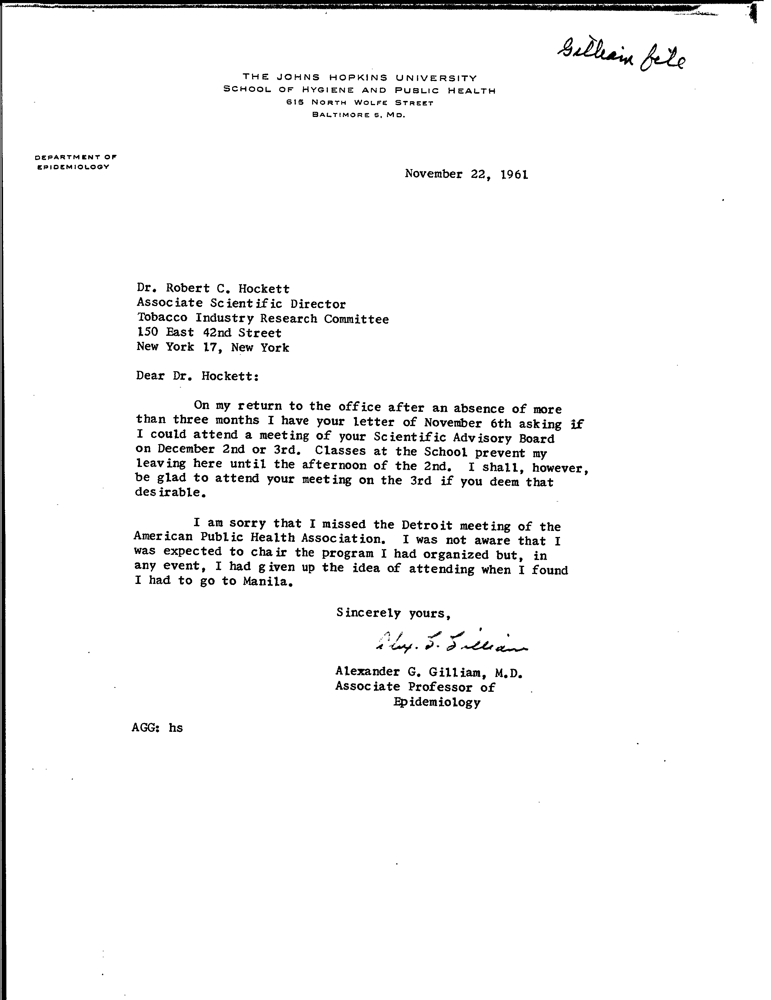 Gilliam file
THE JOHNS HOPKINS UNIVERSITY
SCHOOL OF HYGIENE AND PUBLIC HEALTH
615 NORTH WOLFE STREET
BALTIMORE 5, MD.
DEPARTMENT OF
EPIDEMIOLOGY
November 22, 1961
Dr. Robert C. Hockett
Associate Scientific Director
Tobacco Industry Research Committee
150 East 42nd Street
New York 17, New York
Dear Dr. Hockett:
On my return to the office after an absence of more
than three months I have your letter of November 6th asking if
I could attend a meeting of your Scientific Advisory Board
on December 2nd or 3rd. Classes at the School prevent my
leaving here until the afternoon of the 2nd. I shall, however,
be glad to attend your meeting on the 3rd if you deem that
desirable.
I am sorry that I missed the Detroit meeting of the
American Public Health Association. I was not aware that I
was expected to chair the program I had organized but, in
any event, I had given up the idea of attending when I found
I had to go to Manila.
Sincerely yours,
Alex. G. Gilliam
Alexander G. Gilliam, M.D.
Associate Professor of
Epidemiology
AGG: hs